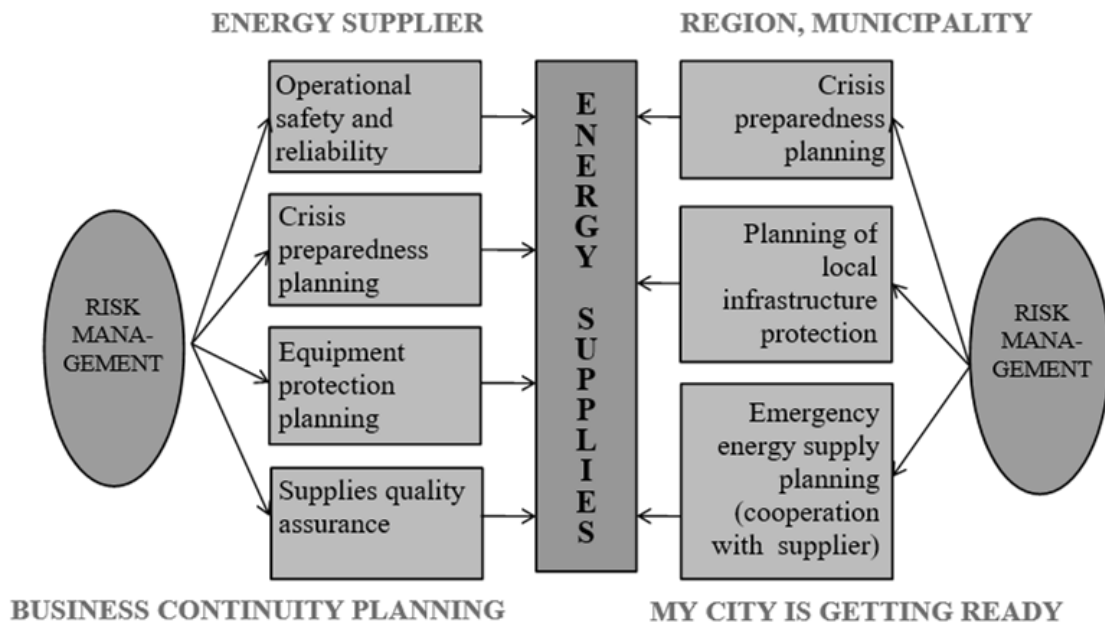 ENERGY SUPPLIER
REGION, MUNICIPALITY
RISK
MANA-
GEMENT
Operational
safety and
reliability
Crisis
preparedness
planning
Equipment
protection
planning
Supplies quality
assurance
ENERGY SUPPLIES
Crisis
preparedness
planning
Planning of
local
infrastructure
protection
Emergency
energy supply
planning
(cooperation
with supplier)
RISK
MANA-
GEMENT
BUSINESS CONTINUITY PLANNING
MY CITY IS GETTING READY